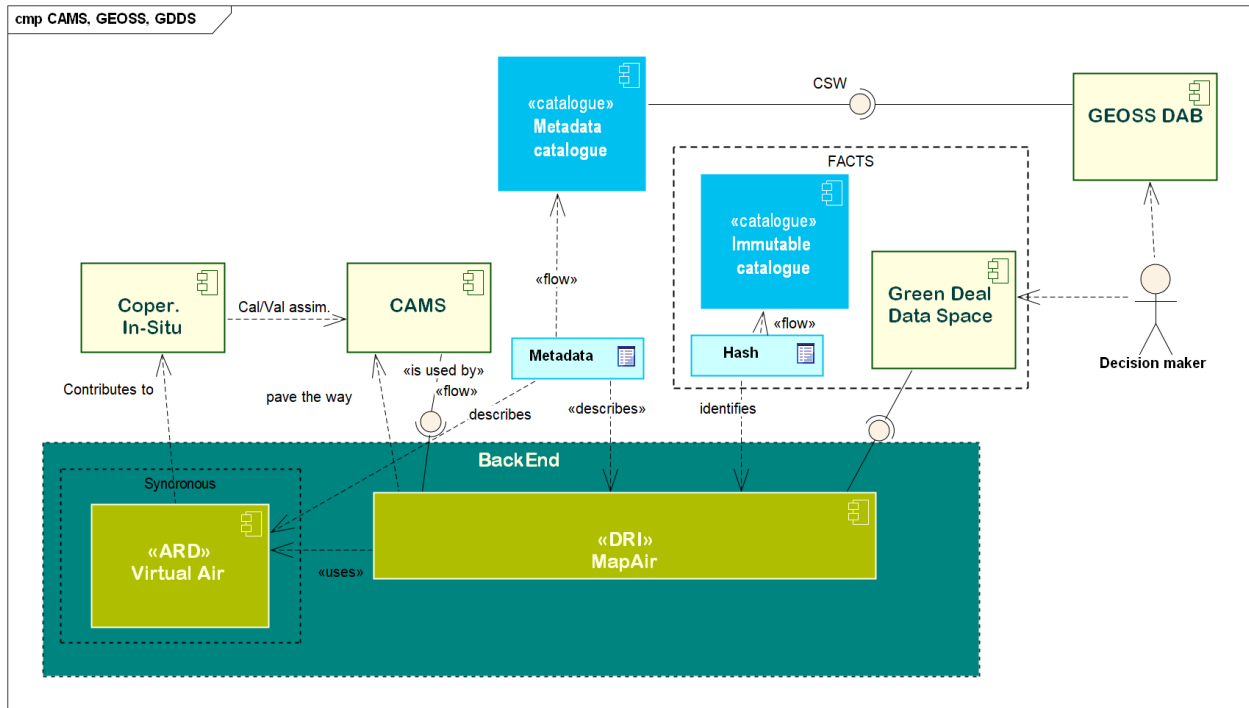 cmp CAMS, GEOSS, GDDS
«catalogue»
Metadata
catalogue
CSW
GEOSS DAB
FACTS
«catalogue»
Immutable
catalogue
Coper.
In-Situ
Cal/Val assim.
CAMS
«flow»
Green Deal
Data Space
«flow»
Metadata
Hash
Decision maker
Contributes to
pave the way
«is used by»
«flow»
describes
«describes»
identifies
BackEnd
Syncronous
«ARD»
Virtual Air
«uses»
«DRI»
MapAir